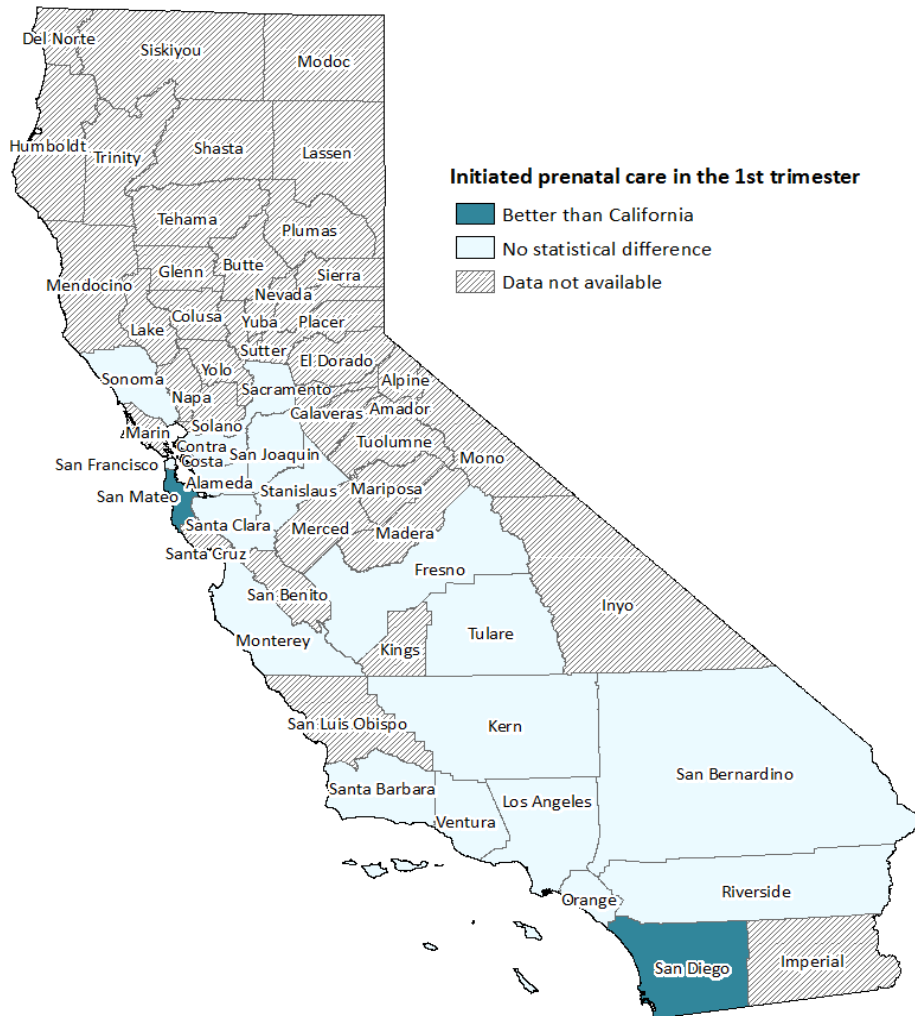 Del Norte
Siskiyou
Modoc
Humboldt
Trinity
Shasta
Lassen
Initiated prenatal care in the 1st trimester
Better than California
No statistical difference
Data not available
Tehama
Plumas
Mendocino
Glenn
Butte
Sierra
Nevada
Lake
Colusa
Yuba
Placer
Sutter
El Dorado
Sonoma
Yolo
Napa
Sacramento
Alpine
Solano
Calaveras
Amador
Marin
Contra
Costa
San Joaquin
Tuolumne
Mono
San Francisco
Alameda
Stanislaus
Mariposa
San Mateo
Santa Clara
Merced
Madera
Santa Cruz
Fresno
San Benito
Inyo
Monterey
Kings
Tulare
San Luis Obispo
Kern
San Bernardino
Santa Barbara
Los Angeles
Ventura
Orange
Riverside
San Diego
Imperial